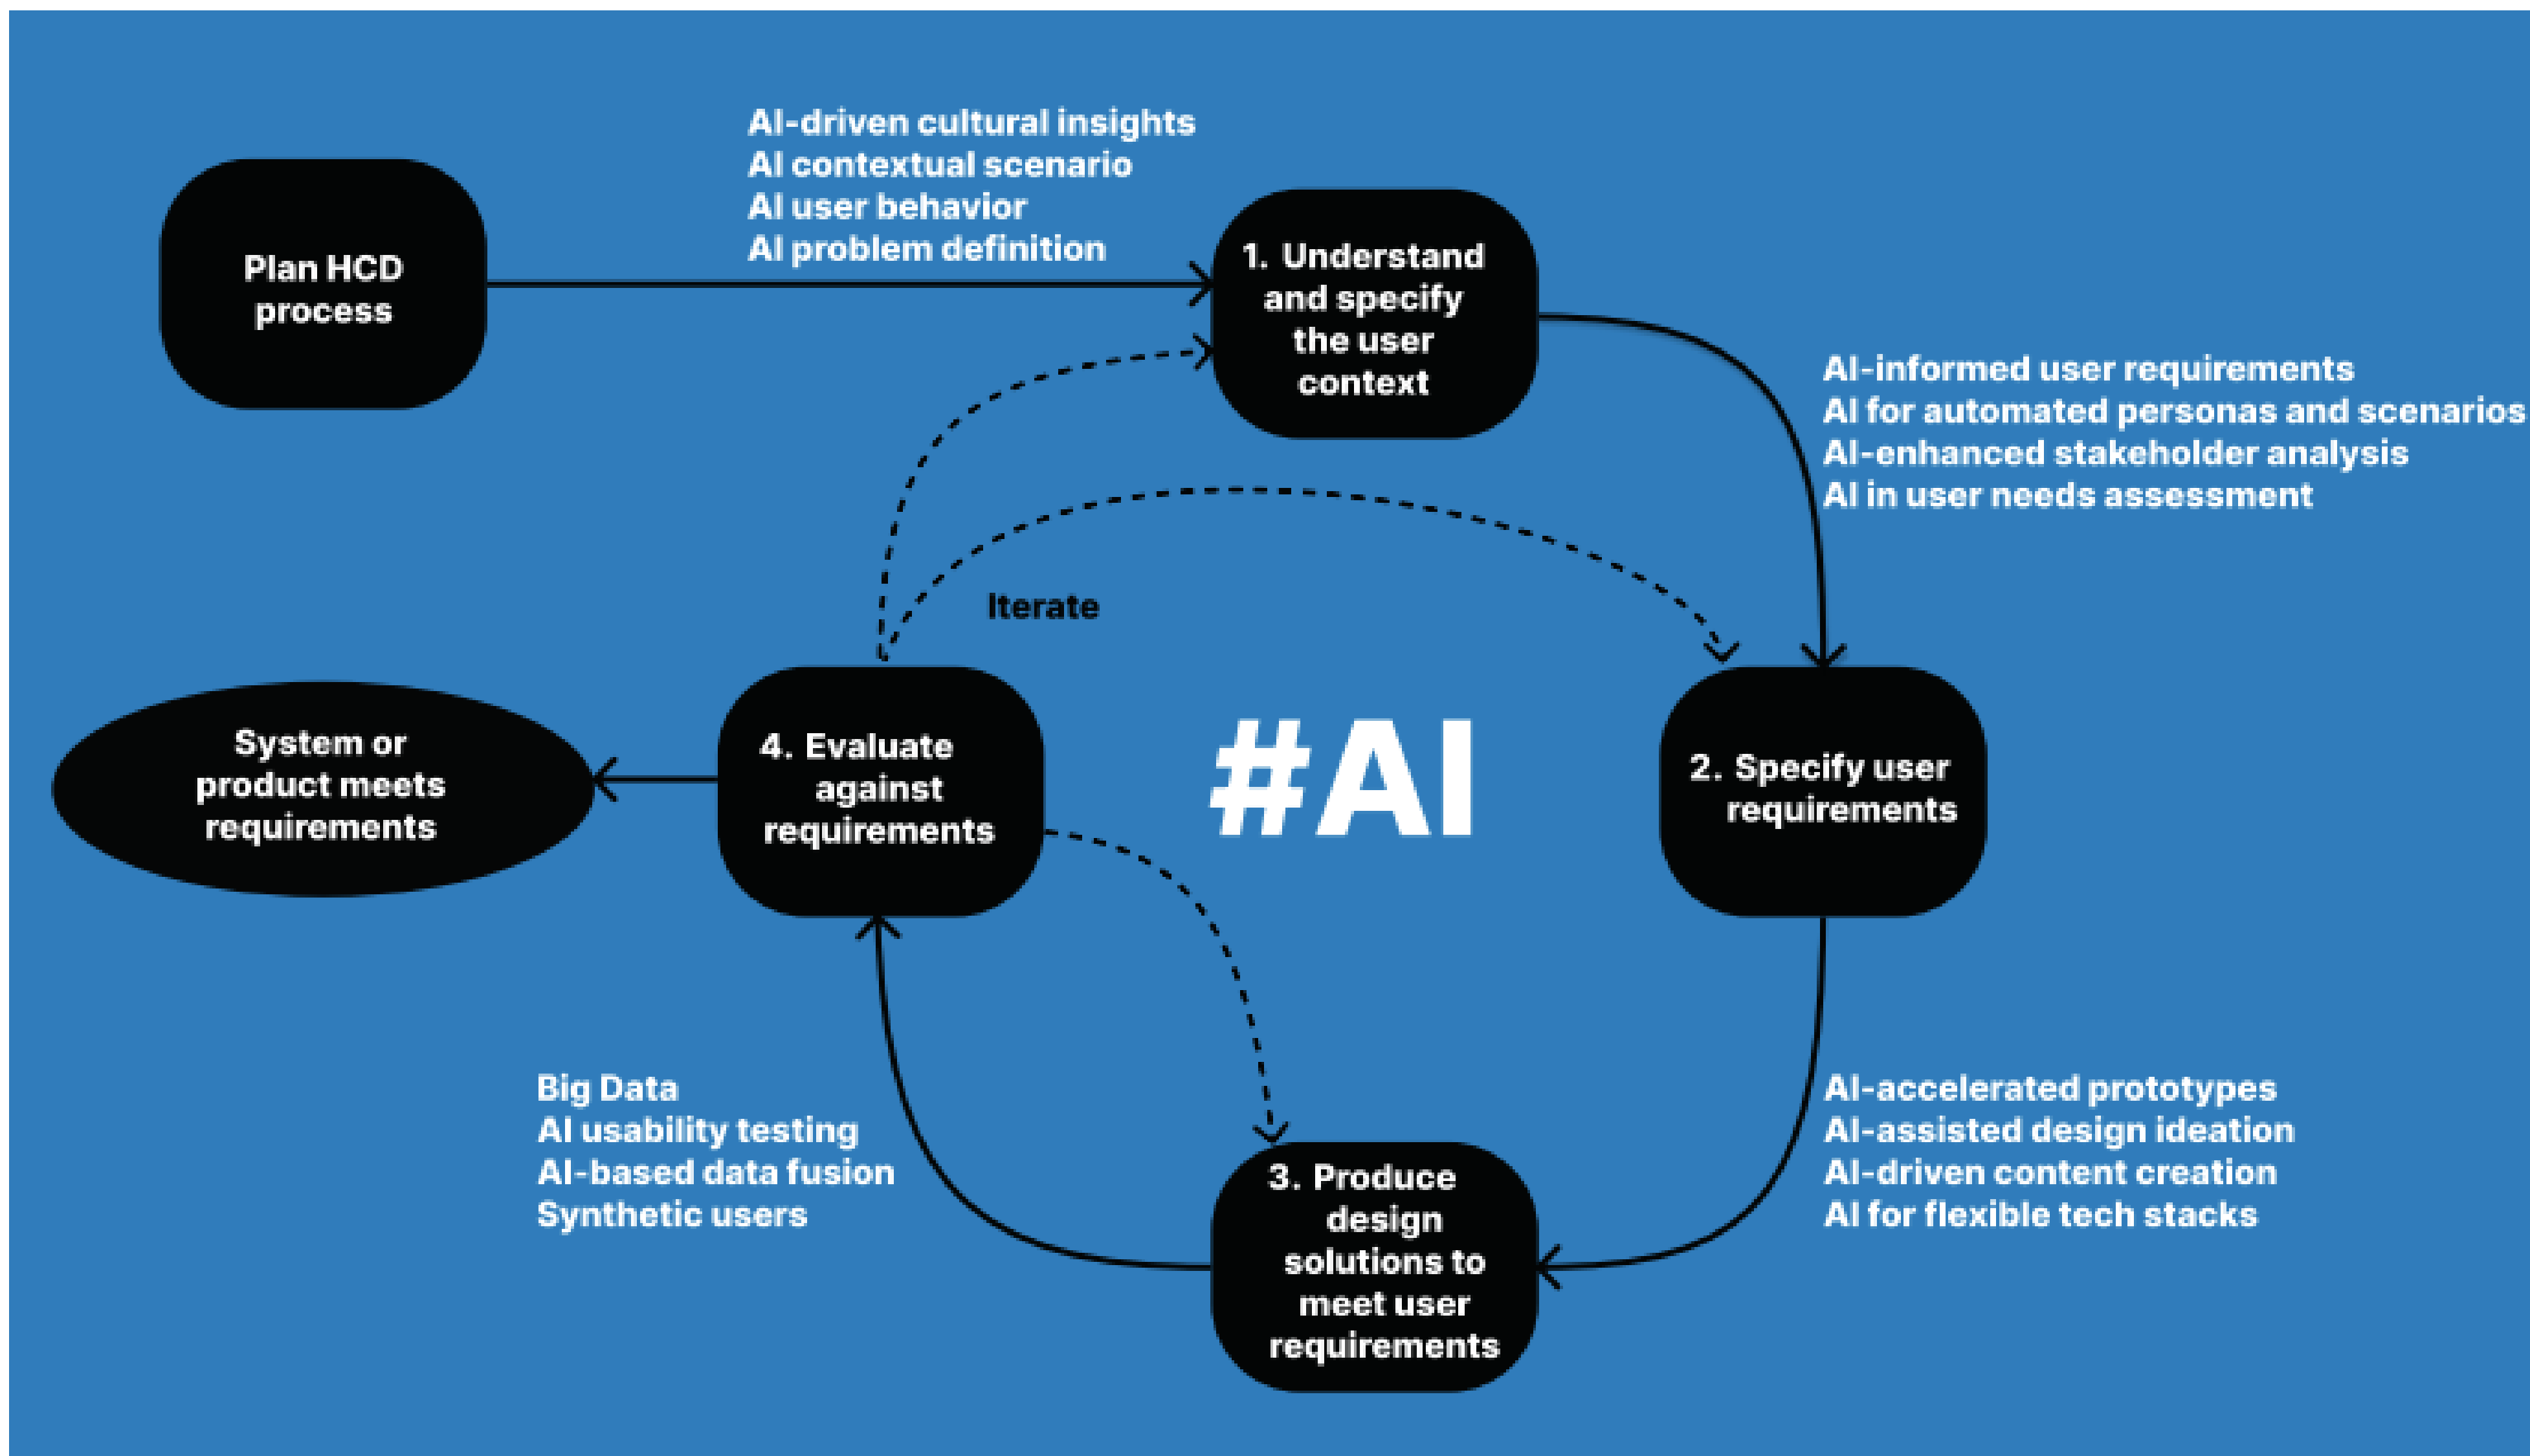 AI-driven cultural insights
AI contextual scenario
AI user behavior
AI problem definition
Plan HCD
process
1. Understand
and specify
the user
context
AI-informed user requirements
AI for automated personas and scenarios
AI-enhanced stakeholder analysis
AI in user needs assessment
Iterate
System or
product meets
requirements
4. Evaluate
against
requirements
#AI
2. Specify user
requirements
Big Data
AI usability testing
AI-based data fusion
Synthetic users
3. Produce
design
solutions to
meet user
requirements
AI-accelerated prototypes
AI-assisted design ideation
AI-driven content creation
AI for flexible tech stacks